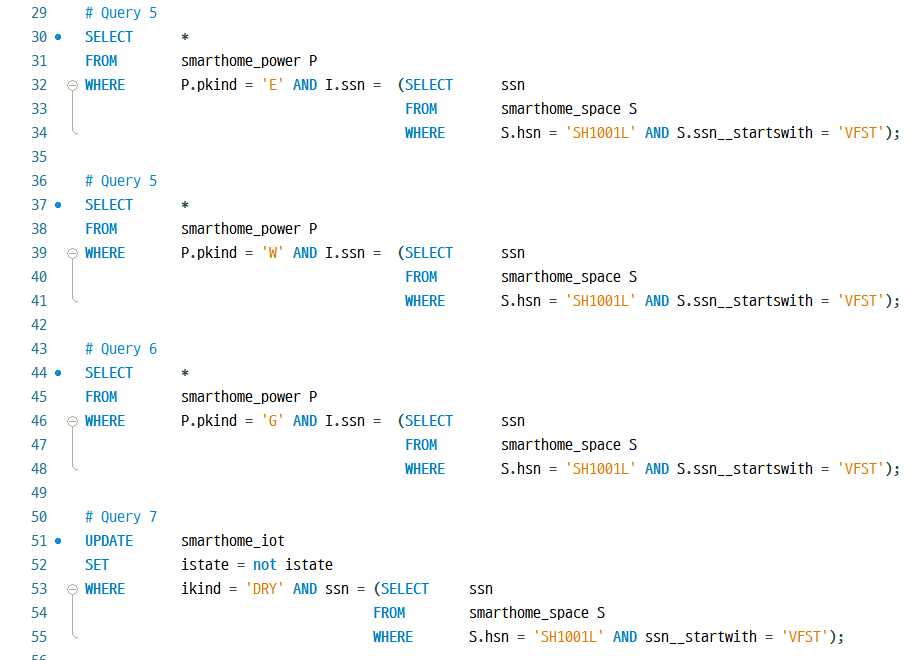 29 # Query 5
30 SELECT *
31 FROM smarthome_power P
32 WHERE P.pkind = 'E' AND I.ssn = (SELECT ssn
33 FROM smarthome_space S
34 WHERE S.hsn = 'SH1001L' AND S.ssn__startswith = 'VFST');
35
36 # Query 5
37 SELECT *
38 FROM smarthome_power P
39 WHERE P.pkind = 'W' AND I.ssn = (SELECT ssn
40 FROM smarthome_space S
41 WHERE S.hsn = 'SH1001L' AND S.ssn__startswith = 'VFST');
42
43 # Query 6
44 SELECT *
45 FROM smarthome_power P
46 WHERE P.pkind = 'G' AND I.ssn = (SELECT ssn
47 FROM smarthome_space S
48 WHERE S.hsn = 'SH1001L' AND S.ssn__startswith = 'VFST');
49
50 # Query 7
51 UPDATE smarthome_iot
52 SET istate = not istate
53 WHERE ikind = 'DRY' AND ssn = (SELECT ssn
54 FROM smarthome_space S
55 WHERE S.hsn = 'SH1001L' AND ssn__startwith = 'VFST');
56